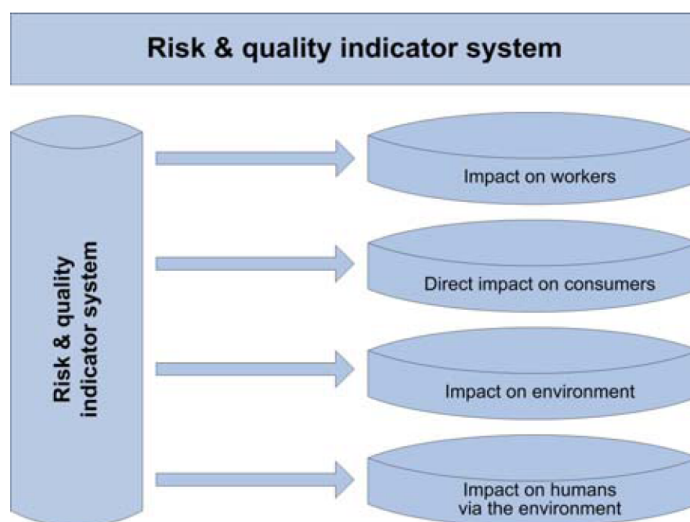 Risk & quality indicator system
Risk & quality
indicator system
Impact on workers
Direct impact on consumers
Impact on environment
Impact on humans
via the environment